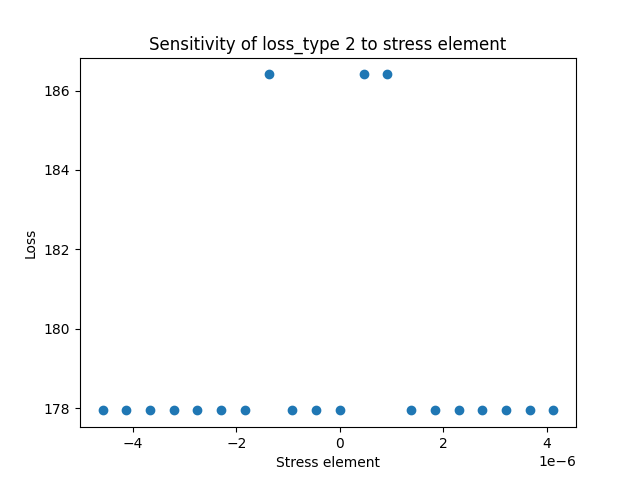 Sensitivity of loss_type 2 to stress element
186
184
182
180
178
Loss
−4
−2
0
2
4
1e−6
Stress element